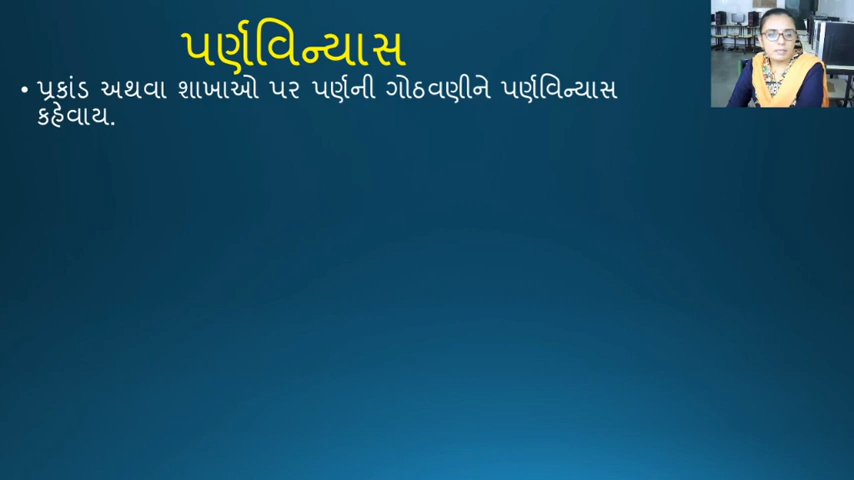 પર્ણવિન્યાસ
• પ્રકાંડ અથવા શાખાઓ પર પર્ણની ગોઠવણીને પર્ણવિન્યાસ
કહેવાય.